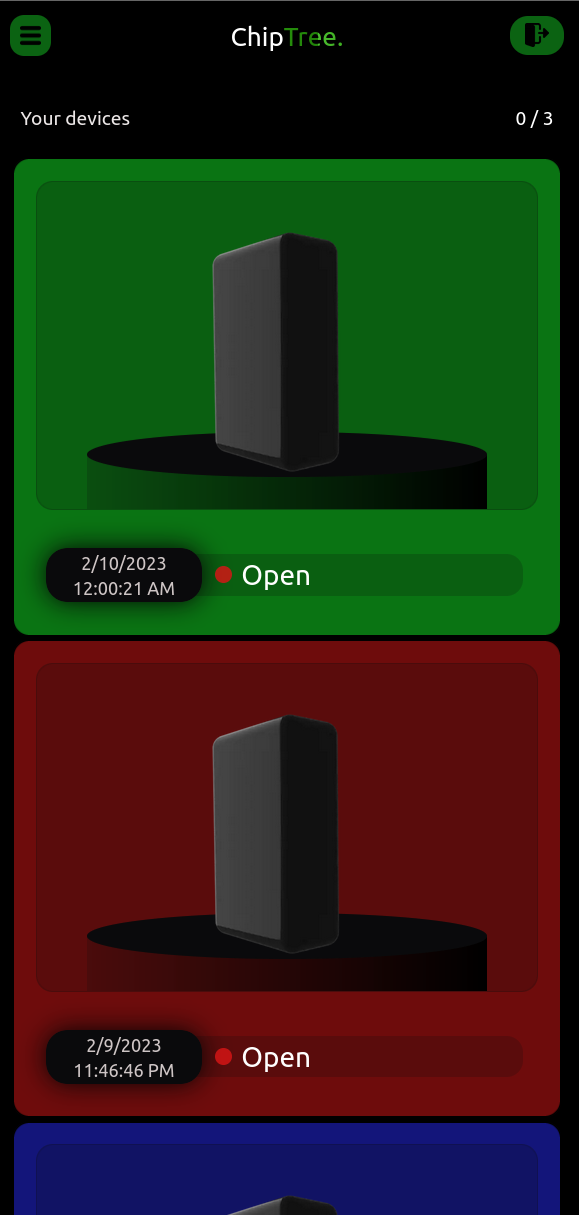 ChipTree.
Your devices
0 / 3
2/10/2023
12:00:21 AM
Open
2/9/2023
11:46:46 PM
Open